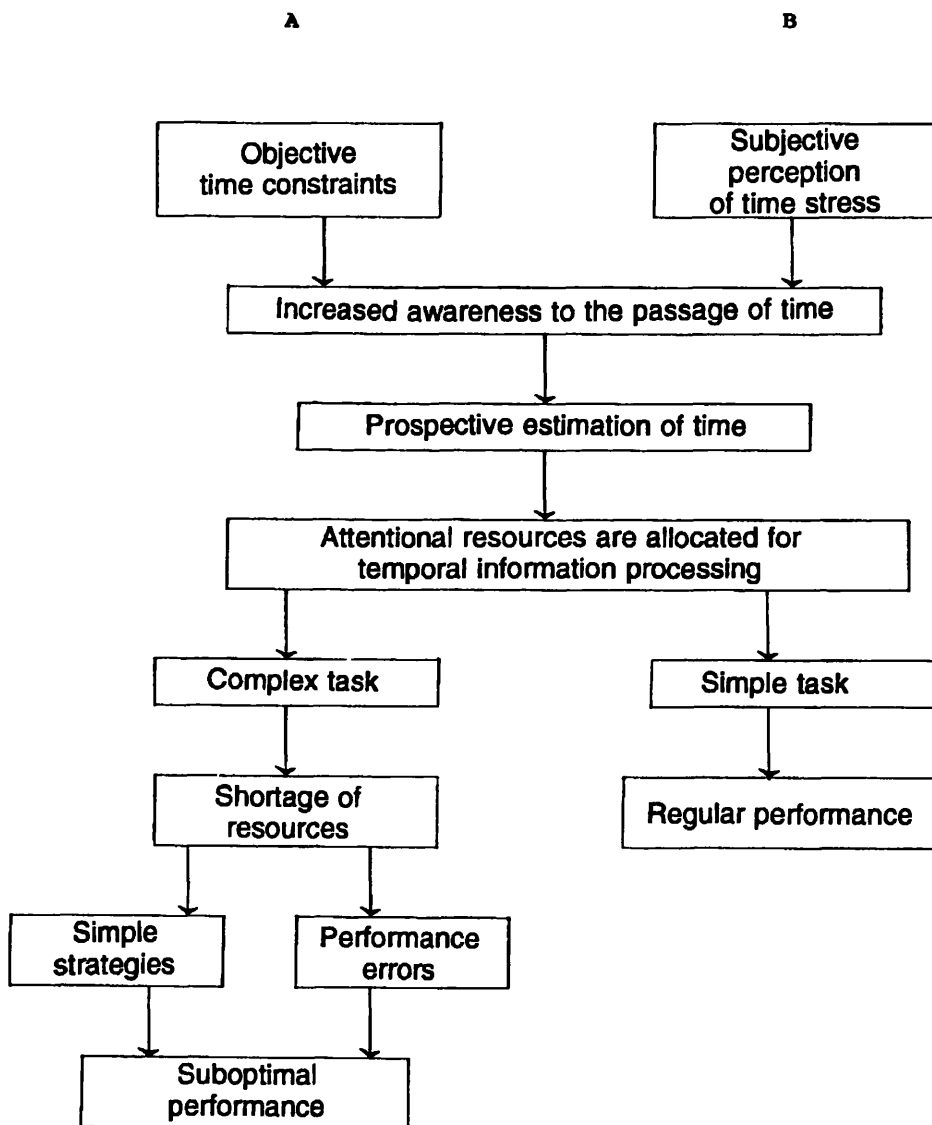 A
B
Objective
time constraints
Subjective
perception
of time stress
Increased awareness to the passage of time
Prospective estimation of time
Attentional resources are allocated for
temporal information processing
Complex task
Simple task
Shortage of
resources
Regular performance
Simple
strategies
Performance
errors
Suboptimal
performance